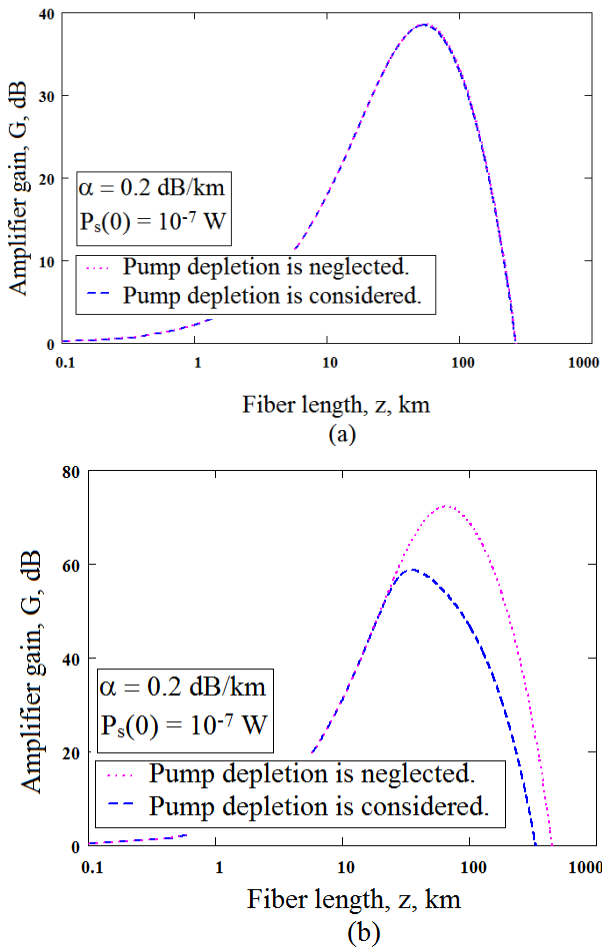 40
30
20
10
0
Amplifier gain, G, dB
α = 0.2 dB/km
Pₛ(0) = 10⁻⁷ W
Pump depletion is neglected.
Pump depletion is considered.
0.1 1 10 100 1000
Fiber length, z, km
(a)
80
60
40
20
0
Amplifier gain, G, dB
α = 0.2 dB/km
Pₛ(0) = 10⁻⁷ W
Pump depletion is neglected.
Pump depletion is considered.
0.1 1 10 100 1000
Fiber length, z, km
(b)